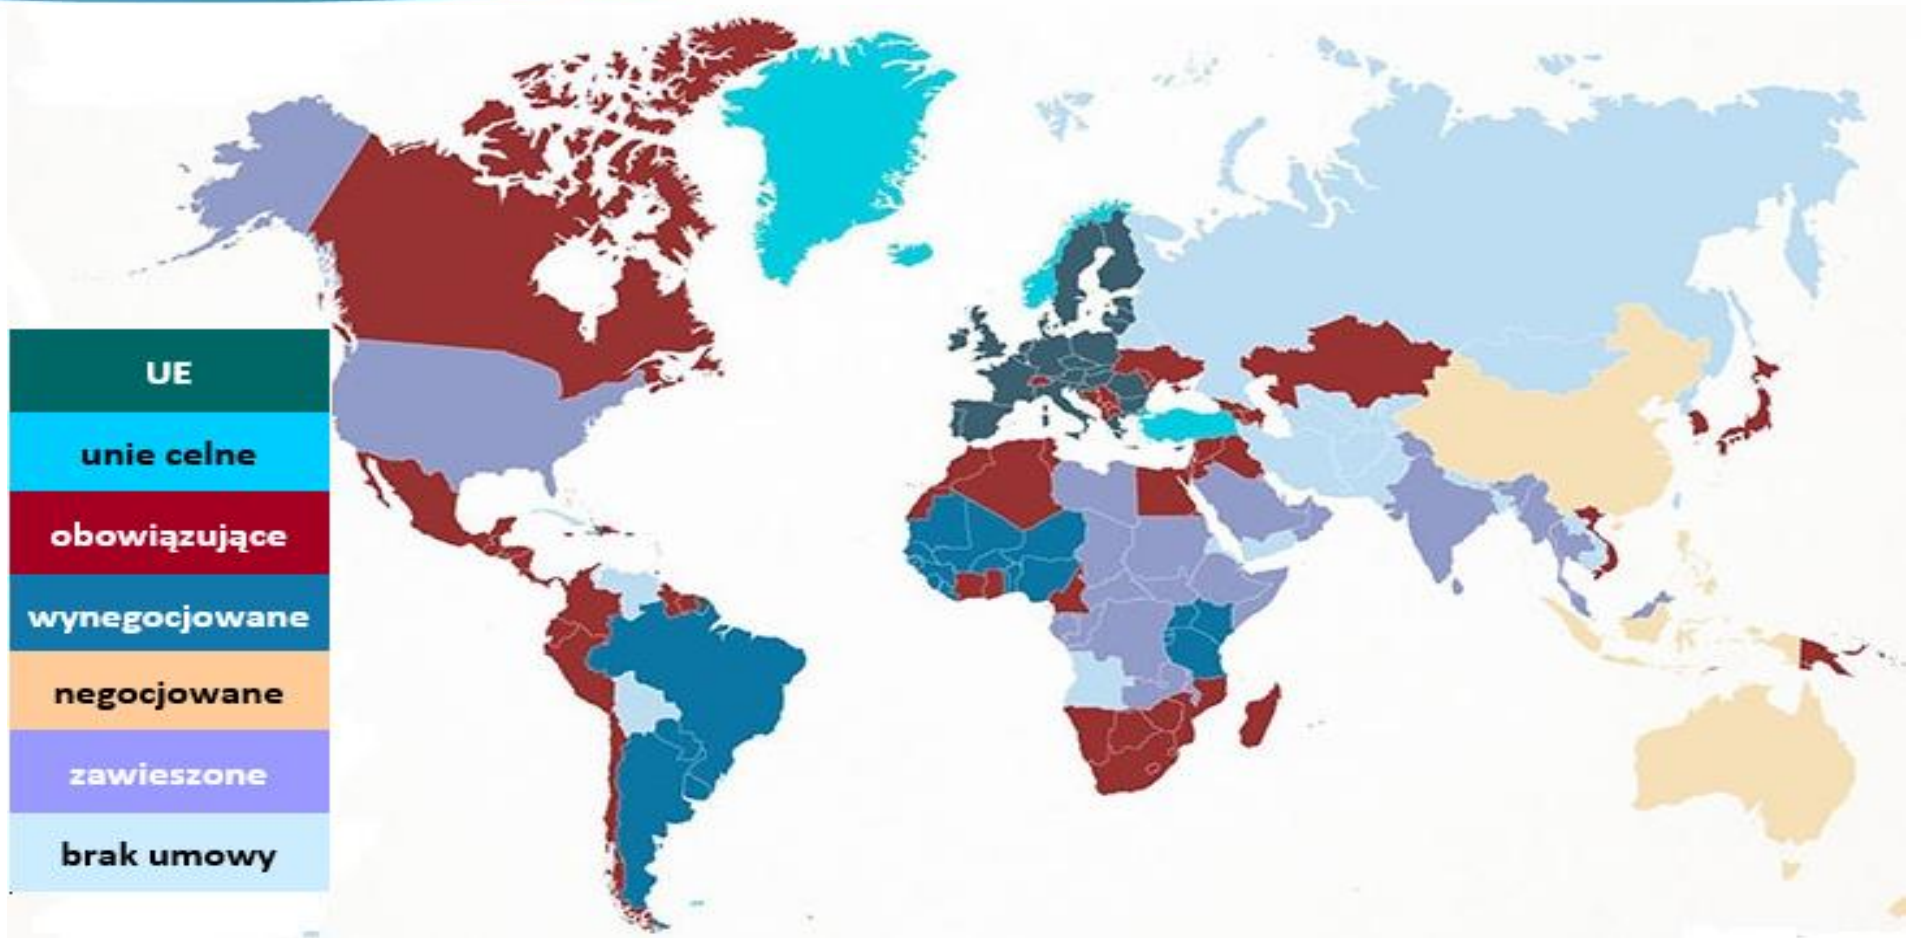 UE
unie celne
obowiązujące
wynegocjowane
negocjowane
zawieszone
brak umowy